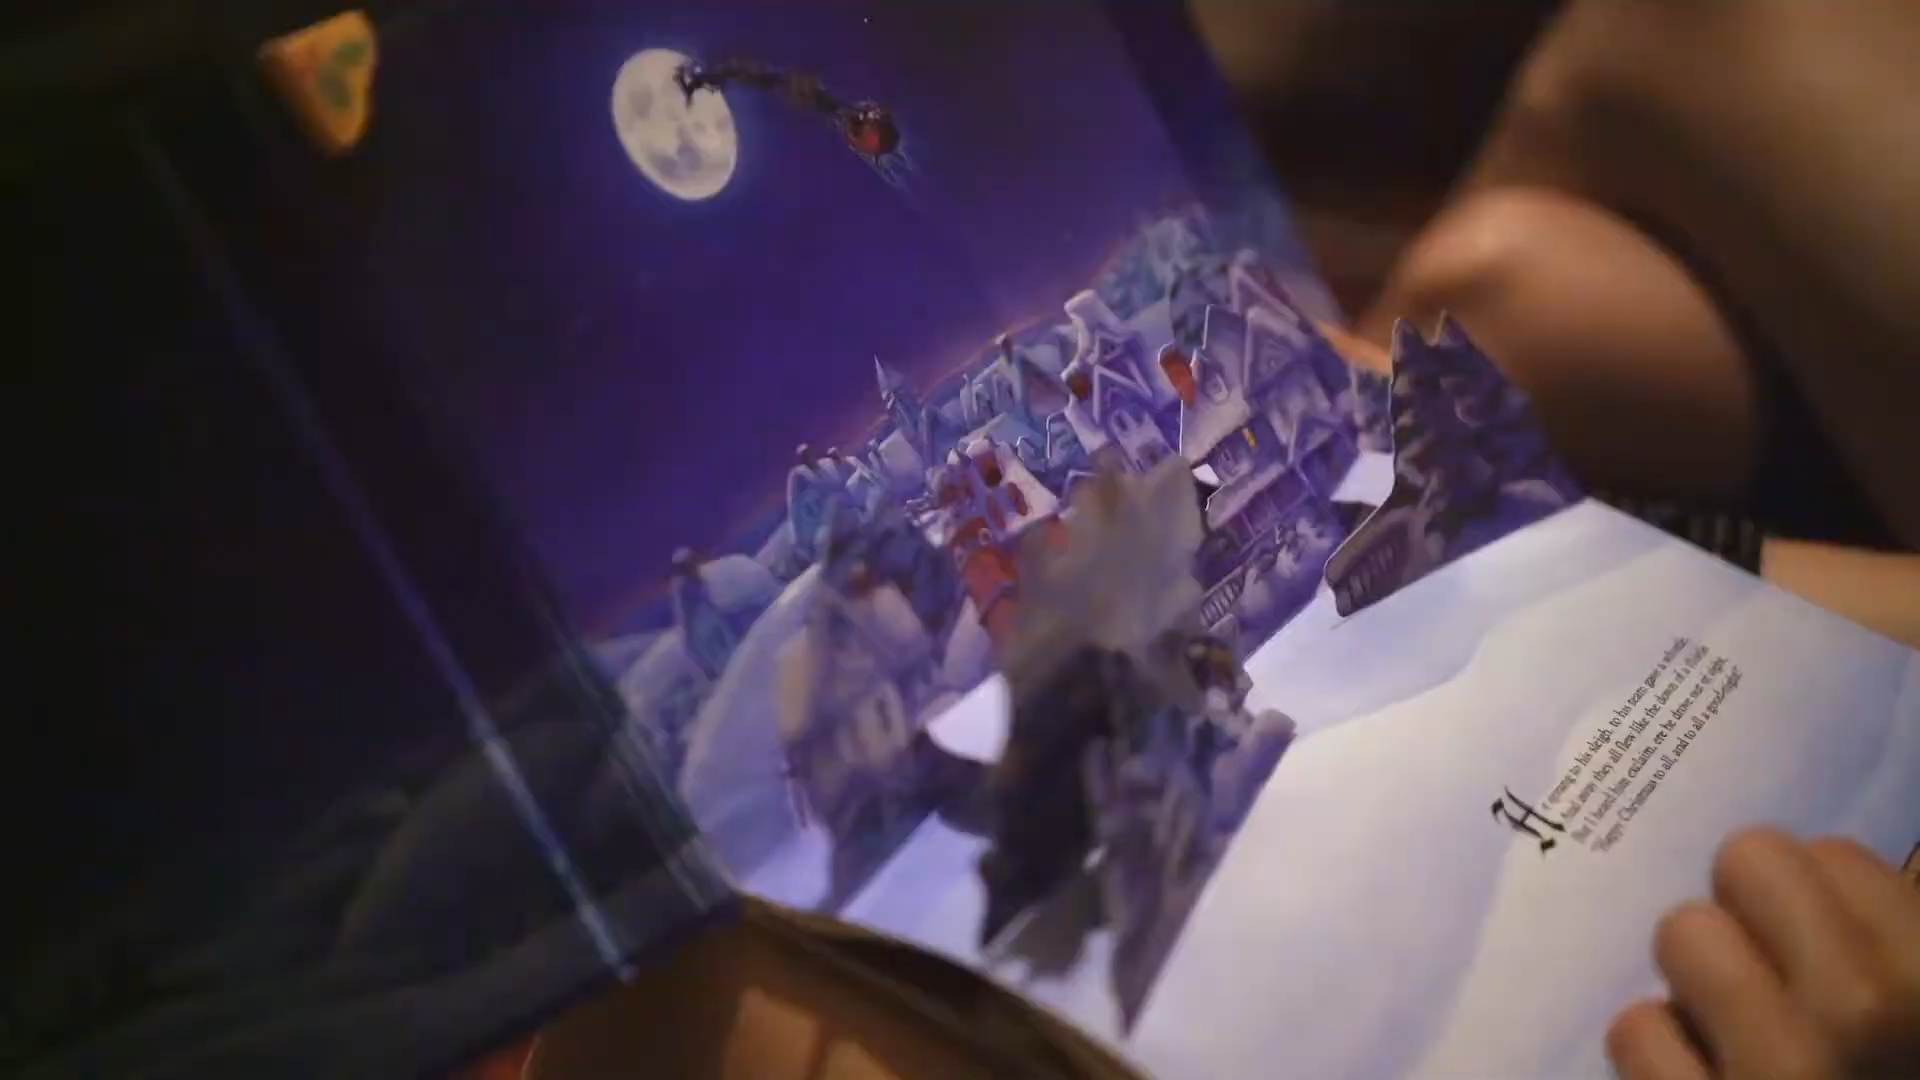 He sprang to his sleigh, to his team gave a whistle,
And away they all flew like the down of a thistle.
But I heard him exclaim, ere he drove out of sight,
"Happy Christmas to all, and to all a good-night!"